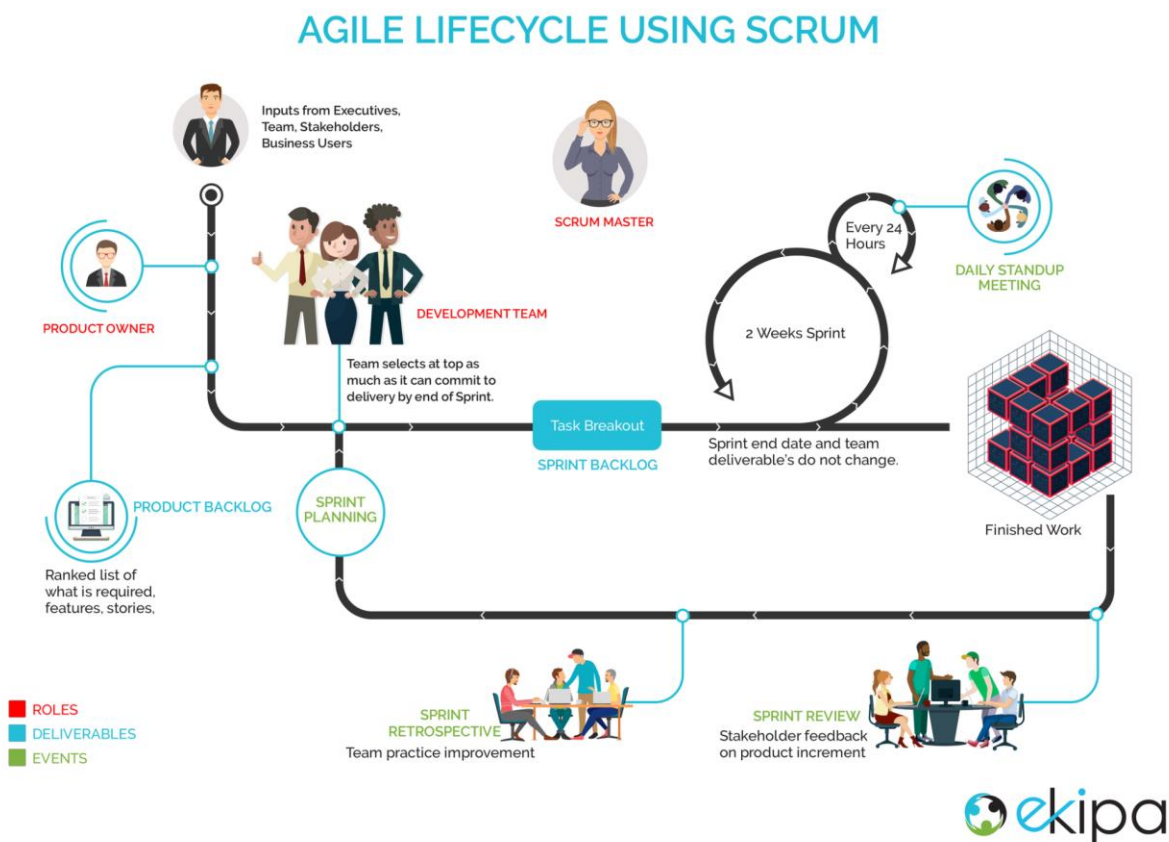 AGILE LIFECYCLE USING SCRUM
Inputs from Executives,
Team, Stakeholders,
Business Users
SCRUM MASTER
Every 24
Hours
DAILY STANDUP
MEETING
PRODUCT OWNER
DEVELOPMENT TEAM
2 Weeks Sprint
Team selects at top as
much as it can commit to
delivery by end of Sprint.
Task Breakout
SPRINT BACKLOG
Sprint end date and team
deliverable's do not change.
PRODUCT BACKLOG
Ranked list of
what is required,
features, stories,
SPRINT
PLANNING
Finished Work
SPRINT
RETROSPECTIVE
Team practice improvement
SPRINT REVIEW
Stakeholder feedback
on product increment
ROLES
DELIVERABLES
EVENTS
ekipa